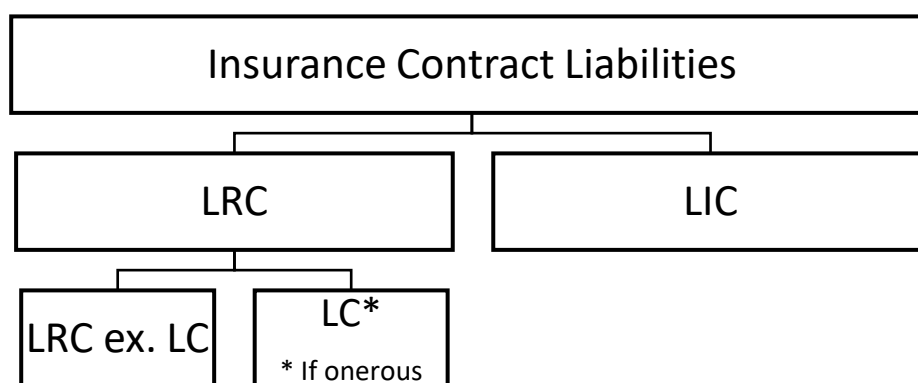 Insurance Contract Liabilities
LRC
LIC
LRC ex. LC
LC*
* If onerous